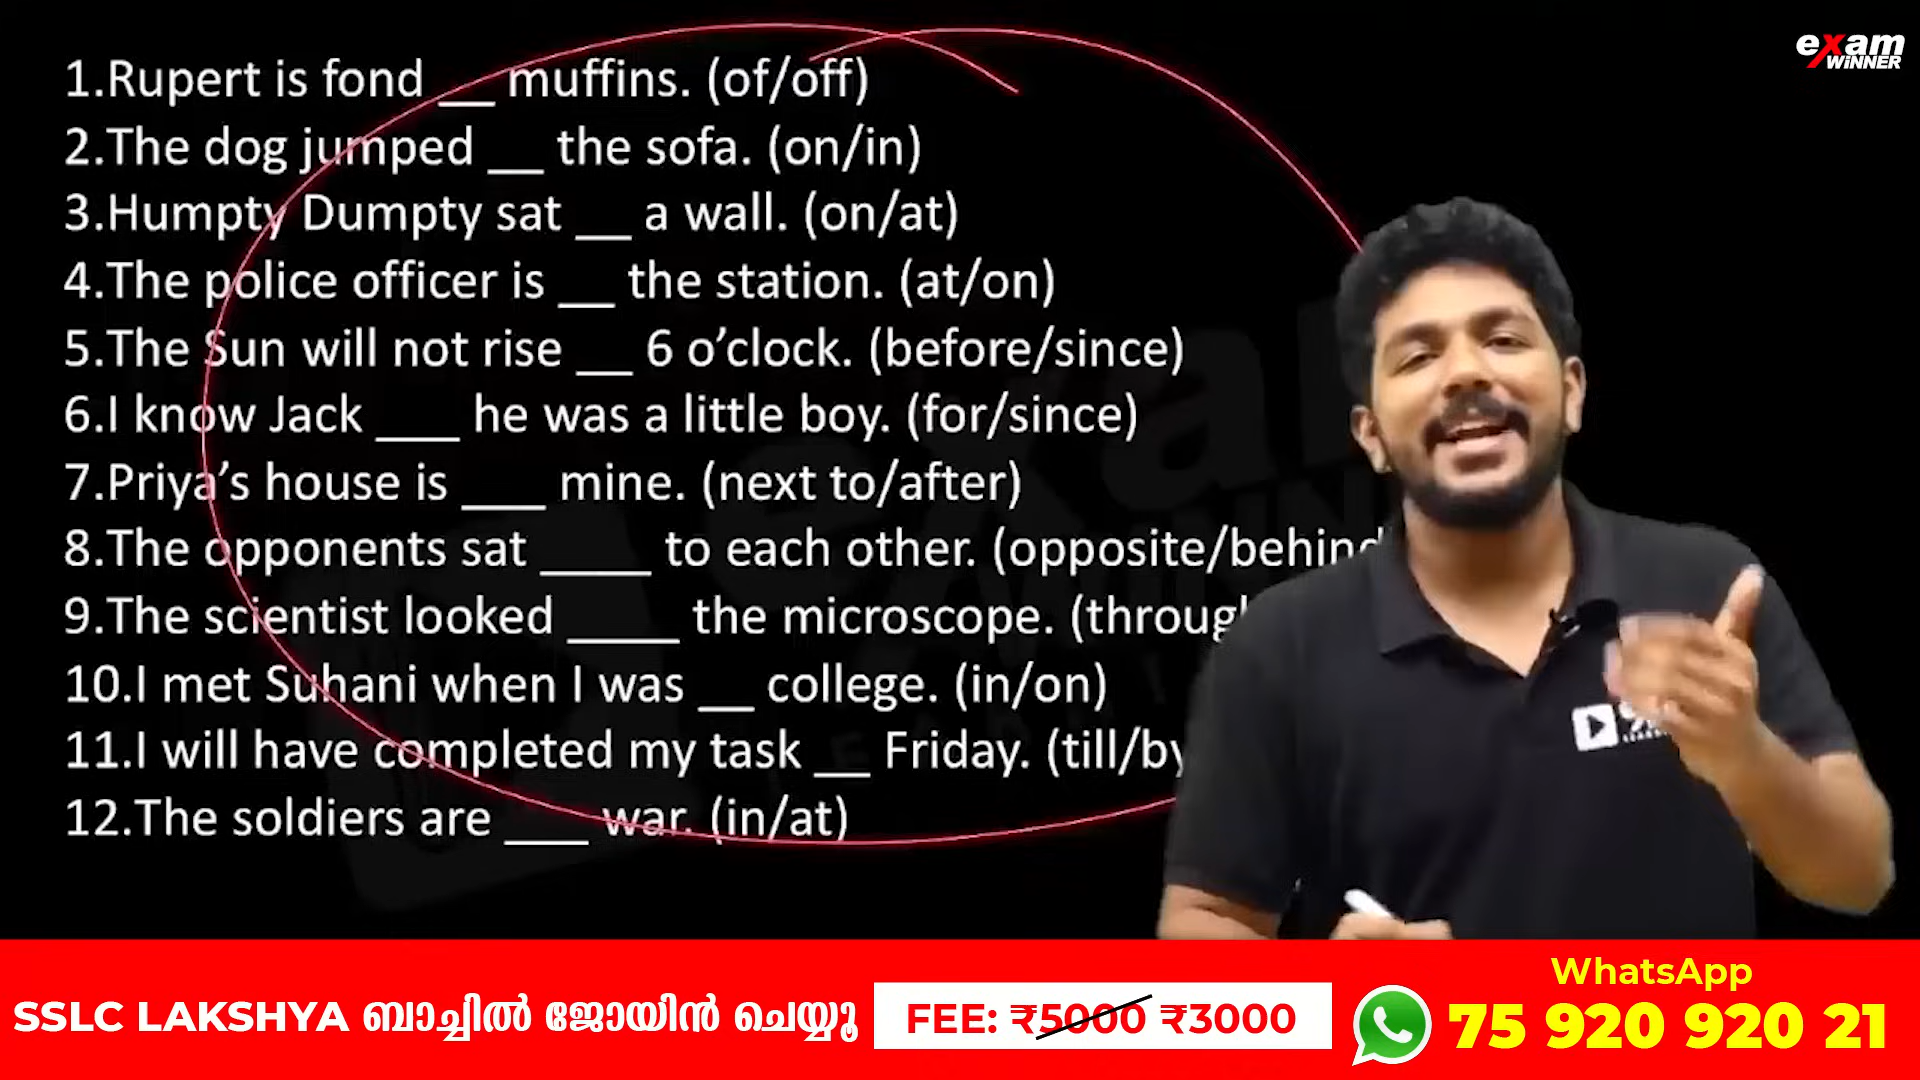 exam
WINNER
1.Rupert is fond __ muffins. (of/off)
2.The dog jumped __ the sofa. (on/in)
3.Humpty Dumpty sat __ a wall. (on/at)
4.The police officer is __ the station. (at/on)
5.The Sun will not rise __ 6 o’clock. (before/since)
6.I know Jack ___ he was a little boy. (for/since)
7.Priya’s house is ___ mine. (next to/after)
8.The opponents sat ____ to each other. (opposite/behind
9.The scientist looked ____ the microscope. (throug
10.I met Suhani when I was __ college. (in/on)
11.I will have completed my task __ Friday. (till/by
12.The soldiers are ___ war. (in/at)
SSLC LAKSHYA ബാച്ചിൽ ജോയിൻ ചെയ്യൂ
FEE: ₹5000 ₹3000
WhatsApp
75 920 920 21